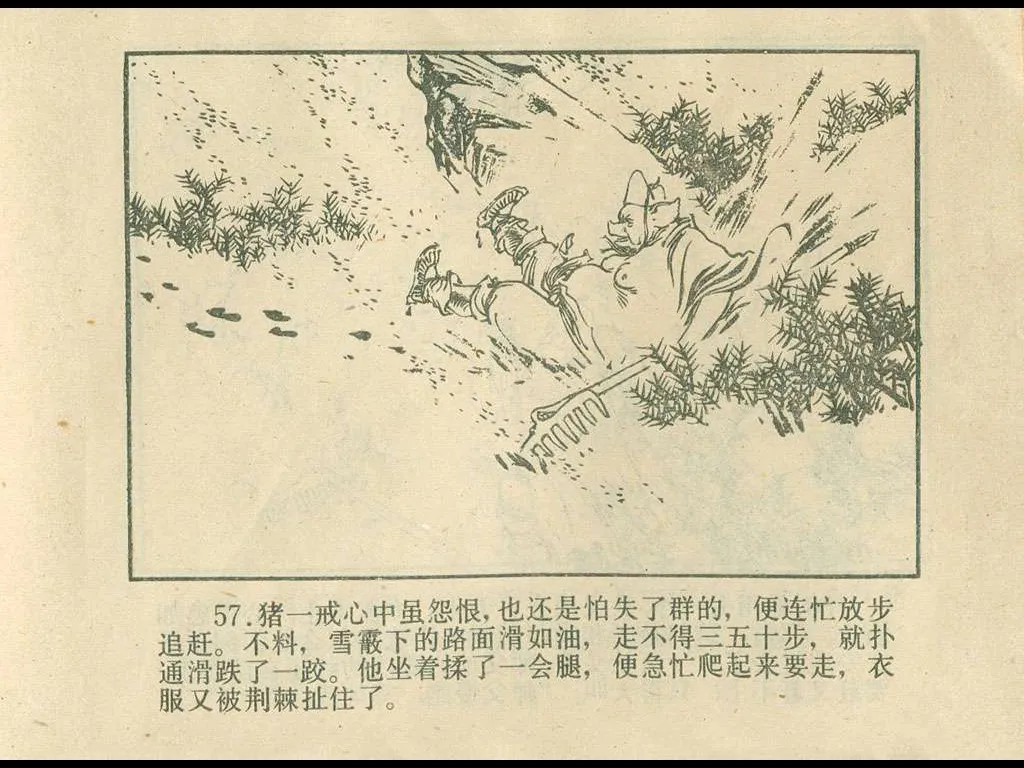 57.猪一戒心中虽怨恨,也还是怕失了群的,便连忙放步
追赶。不料,雪霰下的路面滑如油,走不得三五十步,就扑
通滑跌了一跤。他坐着揉了一会腿,便急忙爬起来要走,衣
服又被荆棘扯住了。